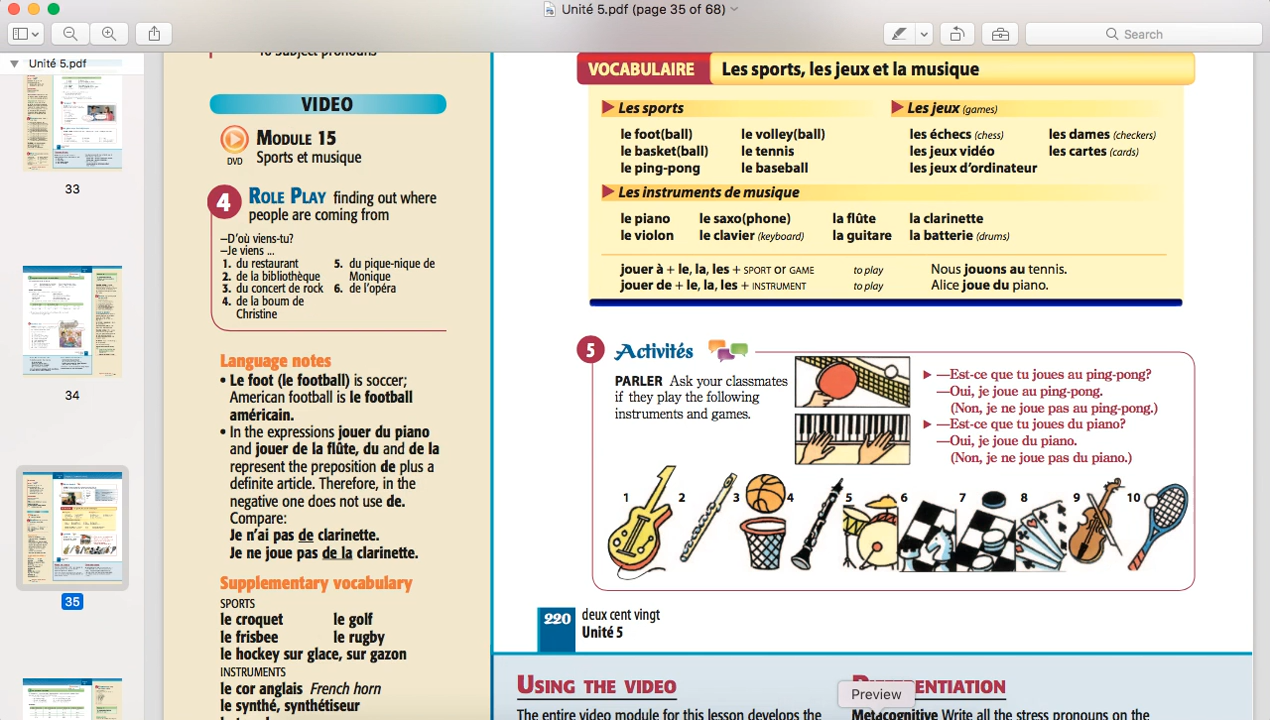 Unité 5.pdf (page 35 of 68)
Search
Unité 5.pdf
33
34
35
VIDEO
DVD
MODULE 15
Sports et musique
4 ROLE PLAY finding out where
people are coming from
–D'où viens-tu?
–Je viens ...
1. du restaurant
2. de la bibliothèque
3. du concert de rock
4. de la boum de
Christine
5. du pique-nique de
Monique
6. de l'opéra
Language notes
• Le foot (le football) is soccer;
American football is le football
américain.
• In the expressions jouer du piano
and jouer de la flûte, du and de la
represent the preposition de plus a
definite article. Therefore, in the
negative one does not use de.
Compare:
Je n'ai pas de clarinette.
Je ne joue pas de la clarinette.
Supplementary vocabulary
SPORTS
le croquet le golf
le frisbee le rugby
le hockey sur glace, sur gazon
INSTRUMENTS
le cor anglais French horn
le synthé, synthétiseur
VOCABULAIRE Les sports, les jeux et la musique
Les sports
le foot(ball) le volley(ball)
le basket(ball) le tennis
le ping-pong le baseball
Les jeux (games)
les échecs (chess) les dames (checkers)
les jeux vidéo les cartes (cards)
les jeux d'ordinateur
Les instruments de musique
le piano le saxo(phone) la flûte la clarinette
le violon le clavier (keyboard) la guitare la batterie (drums)
jouer à + le, la, les + SPORT or GAME to play Nous jouons au tennis.
jouer de + le, la, les + INSTRUMENT to play Alice joue du piano.
5 Activités
PARLER Ask your classmates
if they play the following
instruments and games.
—Est-ce que tu joues au ping-pong?
—Oui, je joue au ping-pong.
(Non, je ne joue pas au ping-pong.)
—Est-ce que tu joues du piano?
—Oui, je joue du piano.
(Non, je ne joue pas du piano.)
1 2 3 4 5 6 7 8 9 10
220 deux cent vingt
Unité 5
USING THE VIDEO
The entire video module for this lesson develops the
Preview
Metacognitive Write all the stress pronouns on the